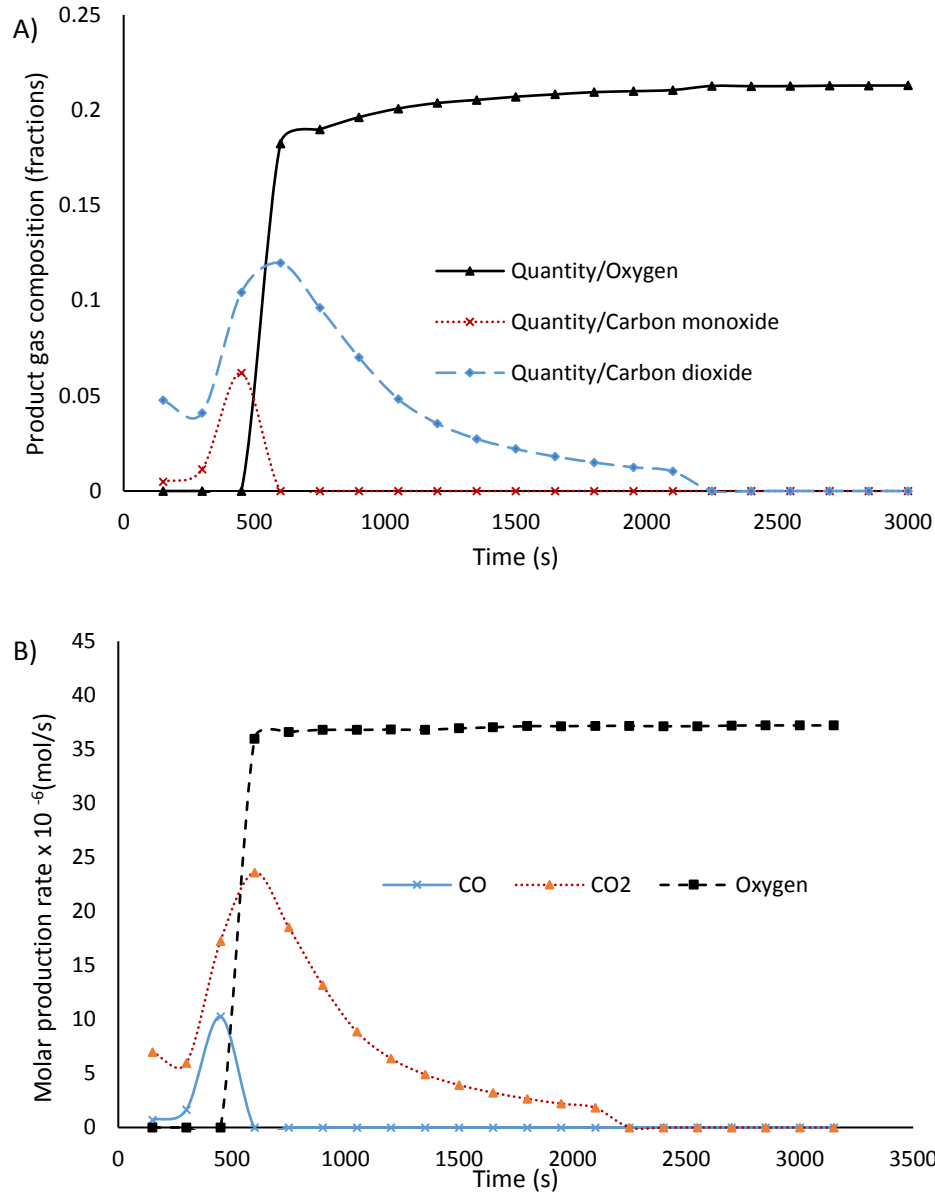 A)
Product gas composition (fractions)
0.25
0.2
0.15
0.1
0.05
0
Quantity/Oxygen
Quantity/Carbon monoxide
Quantity/Carbon dioxide
0 500 1000 1500 2000 2500 3000
Time (s)
B)
Molar production rate x 10 -6(mol/s)
45
40
35
30
25
20
15
10
5
0
CO CO2 Oxygen
0 500 1000 1500 2000 2500 3000 3500
Time (s)